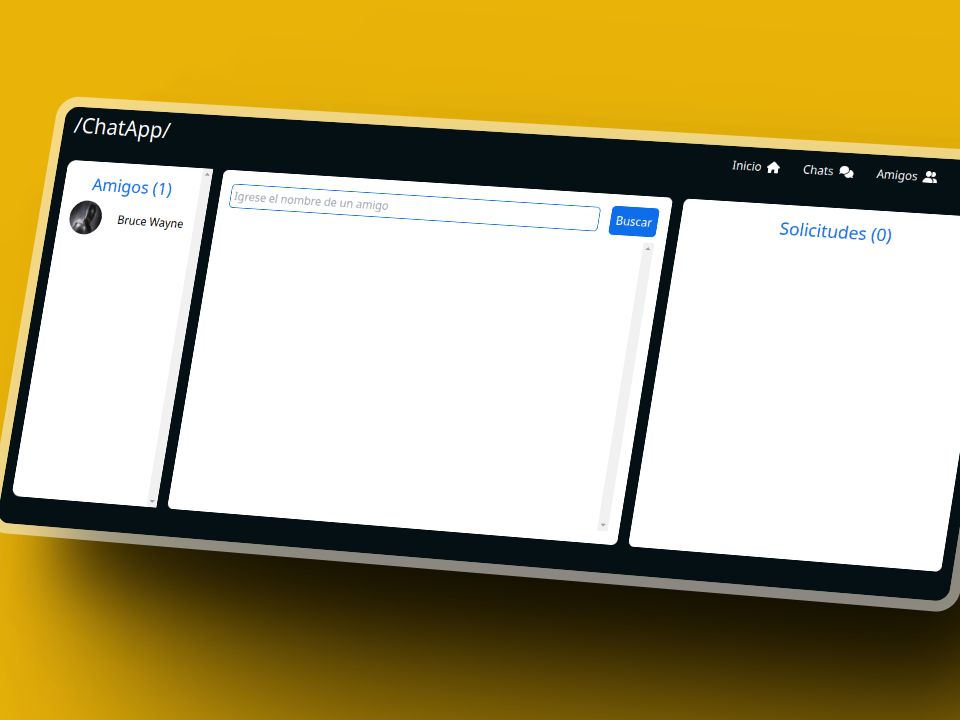 /ChatApp/
Inicio
Chats
Amigos
Amigos (1)
Bruce Wayne
Igrese el nombre de un amigo
Buscar
Solicitudes (0)